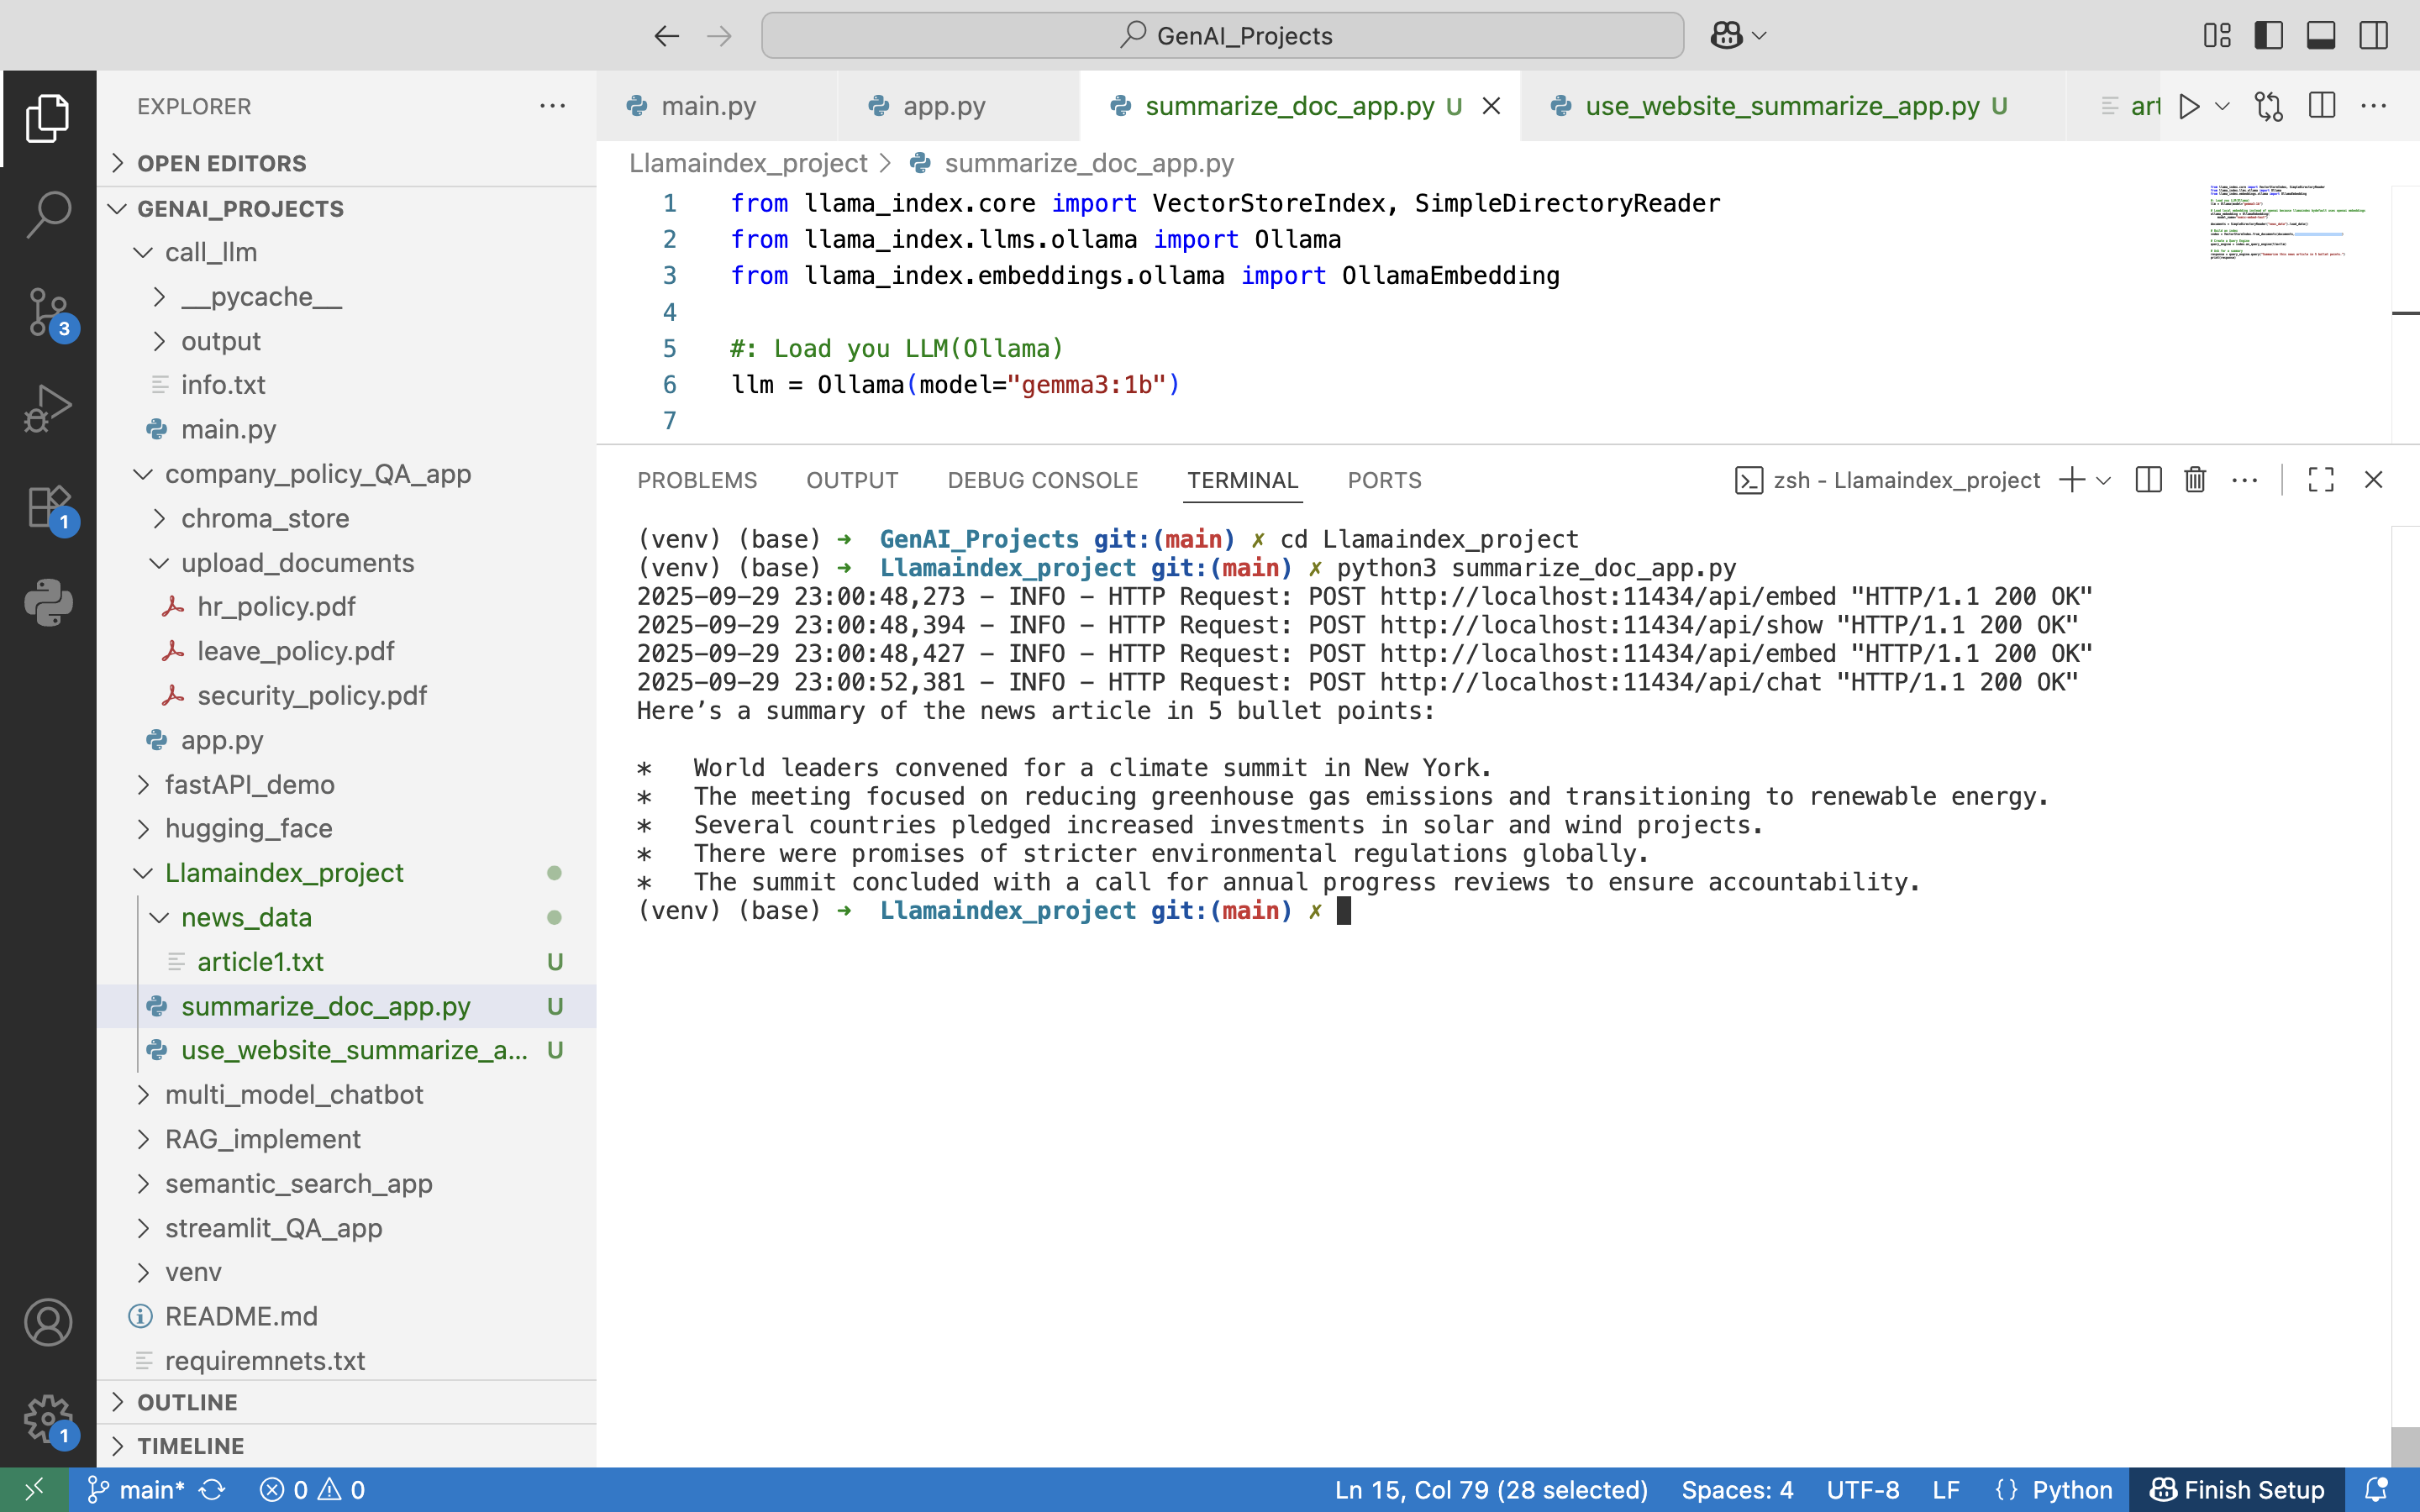 GenAI_Projects
EXPLORER
OPEN EDITORS
GENAI_PROJECTS
call_llm
__pycache__
output
info.txt
main.py
company_policy_QA_app
chroma_store
upload_documents
hr_policy.pdf
leave_policy.pdf
security_policy.pdf
app.py
fastAPI_demo
hugging_face
Llamaindex_project
news_data
article1.txt U
summarize_doc_app.py U
use_website_summarize_a... U
multi_model_chatbot
RAG_implement
semantic_search_app
streamlit_QA_app
venv
README.md
requiremnets.txt
OUTLINE
TIMELINE
3
1
1
main.py app.py summarize_doc_app.py U use_website_summarize_app.py U art
Llamaindex_project > summarize_doc_app.py
1 from llama_index.core import VectorStoreIndex, SimpleDirectoryReader
2 from llama_index.llms.ollama import Ollama
3 from llama_index.embeddings.ollama import OllamaEmbedding
4
5 #: Load you LLM(Ollama)
6 llm = Ollama(model="gemma3:1b")
7
PROBLEMS OUTPUT DEBUG CONSOLE TERMINAL PORTS zsh - Llamaindex_project
(venv) (base) ➜ GenAI_Projects git:(main) ✗ cd Llamaindex_project
(venv) (base) ➜ Llamaindex_project git:(main) ✗ python3 summarize_doc_app.py
2025-09-29 23:00:48,273 - INFO - HTTP Request: POST http://localhost:11434/api/embed "HTTP/1.1 200 OK"
2025-09-29 23:00:48,394 - INFO - HTTP Request: POST http://localhost:11434/api/show "HTTP/1.1 200 OK"
2025-09-29 23:00:48,427 - INFO - HTTP Request: POST http://localhost:11434/api/embed "HTTP/1.1 200 OK"
2025-09-29 23:00:52,381 - INFO - HTTP Request: POST http://localhost:11434/api/chat "HTTP/1.1 200 OK"
Here’s a summary of the news article in 5 bullet points:
* World leaders convened for a climate summit in New York.
* The meeting focused on reducing greenhouse gas emissions and transitioning to renewable energy.
* Several countries pledged increased investments in solar and wind projects.
* There were promises of stricter environmental regulations globally.
* The summit concluded with a call for annual progress reviews to ensure accountability.
(venv) (base) ➜ Llamaindex_project git:(main) ✗
main* 0 0 Ln 15, Col 79 (28 selected) Spaces: 4 UTF-8 LF {} Python Finish Setup